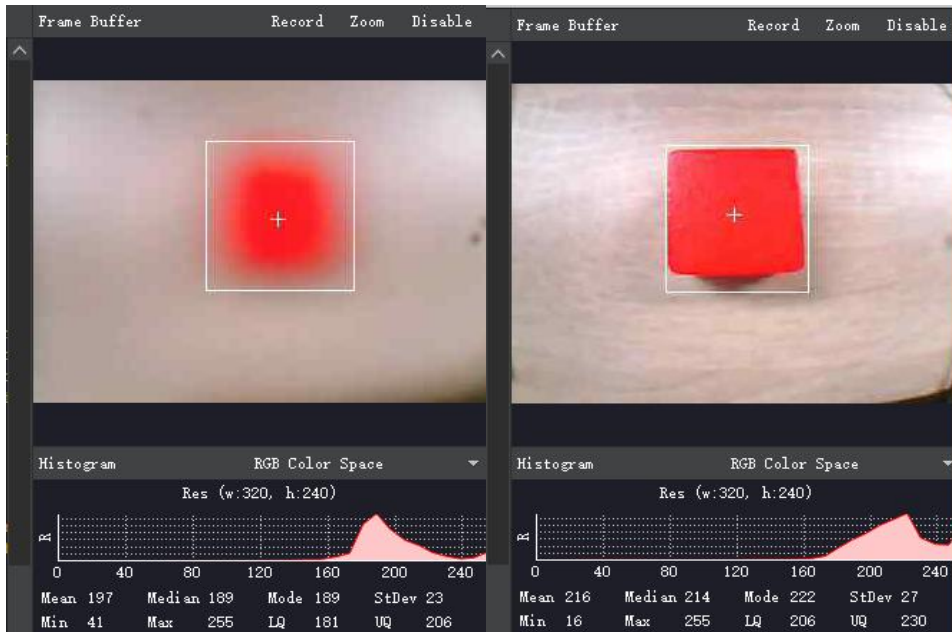 Frame Buffer Record Zoom Disable
Histogram RGB Color Space
Res (w:320, h:240)
R
0 40 80 120 160 200 240
Mean 197 Median 189 Mode 189 StDev 23
Min 41 Max 255 LQ 181 UQ 206
Frame Buffer Record Zoom Disable
Histogram RGB Color Space
Res (w:320, h:240)
R
0 40 80 120 160 200 240
Mean 216 Median 214 Mode 222 StDev 27
Min 16 Max 255 LQ 206 UQ 230